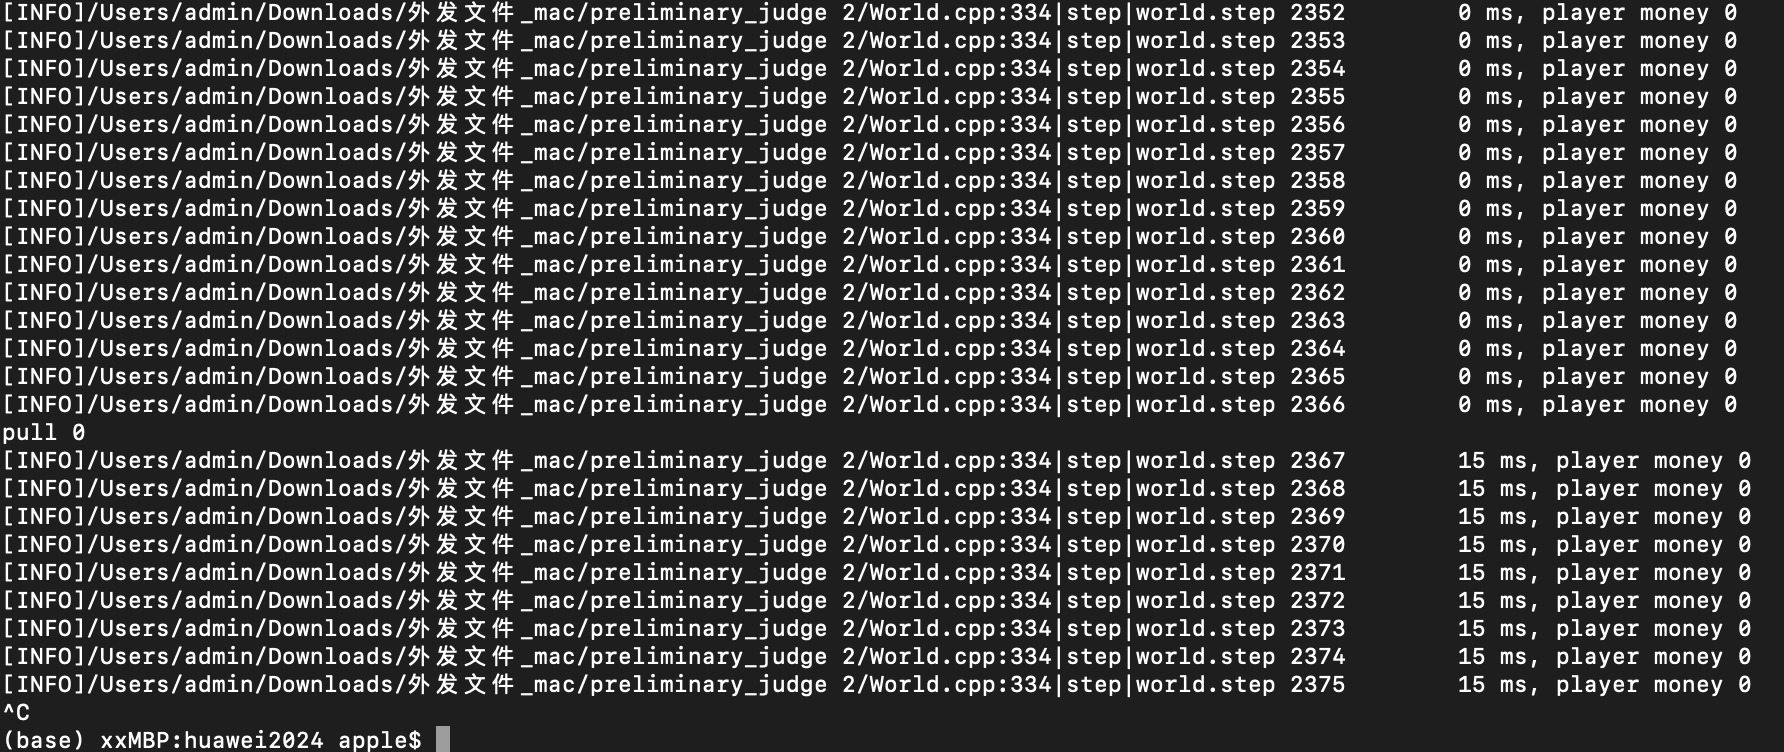 [INFO]/Users/admin/Downloads/外发文件_mac/preliminary_judge 2/World.cpp:334|step|world.step 2352 0 ms, player money 0
[INFO]/Users/admin/Downloads/外发文件_mac/preliminary_judge 2/World.cpp:334|step|world.step 2353 0 ms, player money 0
[INFO]/Users/admin/Downloads/外发文件_mac/preliminary_judge 2/World.cpp:334|step|world.step 2354 0 ms, player money 0
[INFO]/Users/admin/Downloads/外发文件_mac/preliminary_judge 2/World.cpp:334|step|world.step 2355 0 ms, player money 0
[INFO]/Users/admin/Downloads/外发文件_mac/preliminary_judge 2/World.cpp:334|step|world.step 2356 0 ms, player money 0
[INFO]/Users/admin/Downloads/外发文件_mac/preliminary_judge 2/World.cpp:334|step|world.step 2357 0 ms, player money 0
[INFO]/Users/admin/Downloads/外发文件_mac/preliminary_judge 2/World.cpp:334|step|world.step 2358 0 ms, player money 0
[INFO]/Users/admin/Downloads/外发文件_mac/preliminary_judge 2/World.cpp:334|step|world.step 2359 0 ms, player money 0
[INFO]/Users/admin/Downloads/外发文件_mac/preliminary_judge 2/World.cpp:334|step|world.step 2360 0 ms, player money 0
[INFO]/Users/admin/Downloads/外发文件_mac/preliminary_judge 2/World.cpp:334|step|world.step 2361 0 ms, player money 0
[INFO]/Users/admin/Downloads/外发文件_mac/preliminary_judge 2/World.cpp:334|step|world.step 2362 0 ms, player money 0
[INFO]/Users/admin/Downloads/外发文件_mac/preliminary_judge 2/World.cpp:334|step|world.step 2363 0 ms, player money 0
[INFO]/Users/admin/Downloads/外发文件_mac/preliminary_judge 2/World.cpp:334|step|world.step 2364 0 ms, player money 0
[INFO]/Users/admin/Downloads/外发文件_mac/preliminary_judge 2/World.cpp:334|step|world.step 2365 0 ms, player money 0
[INFO]/Users/admin/Downloads/外发文件_mac/preliminary_judge 2/World.cpp:334|step|world.step 2366 0 ms, player money 0
pull 0
[INFO]/Users/admin/Downloads/外发文件_mac/preliminary_judge 2/World.cpp:334|step|world.step 2367 15 ms, player money 0
[INFO]/Users/admin/Downloads/外发文件_mac/preliminary_judge 2/World.cpp:334|step|world.step 2368 15 ms, player money 0
[INFO]/Users/admin/Downloads/外发文件_mac/preliminary_judge 2/World.cpp:334|step|world.step 2369 15 ms, player money 0
[INFO]/Users/admin/Downloads/外发文件_mac/preliminary_judge 2/World.cpp:334|step|world.step 2370 15 ms, player money 0
[INFO]/Users/admin/Downloads/外发文件_mac/preliminary_judge 2/World.cpp:334|step|world.step 2371 15 ms, player money 0
[INFO]/Users/admin/Downloads/外发文件_mac/preliminary_judge 2/World.cpp:334|step|world.step 2372 15 ms, player money 0
[INFO]/Users/admin/Downloads/外发文件_mac/preliminary_judge 2/World.cpp:334|step|world.step 2373 15 ms, player money 0
[INFO]/Users/admin/Downloads/外发文件_mac/preliminary_judge 2/World.cpp:334|step|world.step 2374 15 ms, player money 0
[INFO]/Users/admin/Downloads/外发文件_mac/preliminary_judge 2/World.cpp:334|step|world.step 2375 15 ms, player money 0
^C
(base) xxMBP:huawei2024 apple$